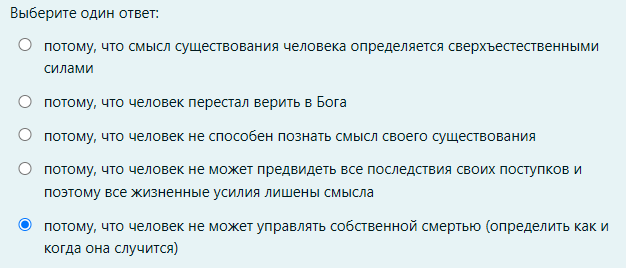 Выберите один ответ:
потому, что смысл существования человека определяется сверхъестественными
силами
потому, что человек перестал верить в Бога
потому, что человек не способен познать смысл своего существования
потому, что человек не может предвидеть все последствия своих поступков и
поэтому все жизненные усилия лишены смысла
потому, что человек не может управлять собственной смертью (определить как и
когда она случится)